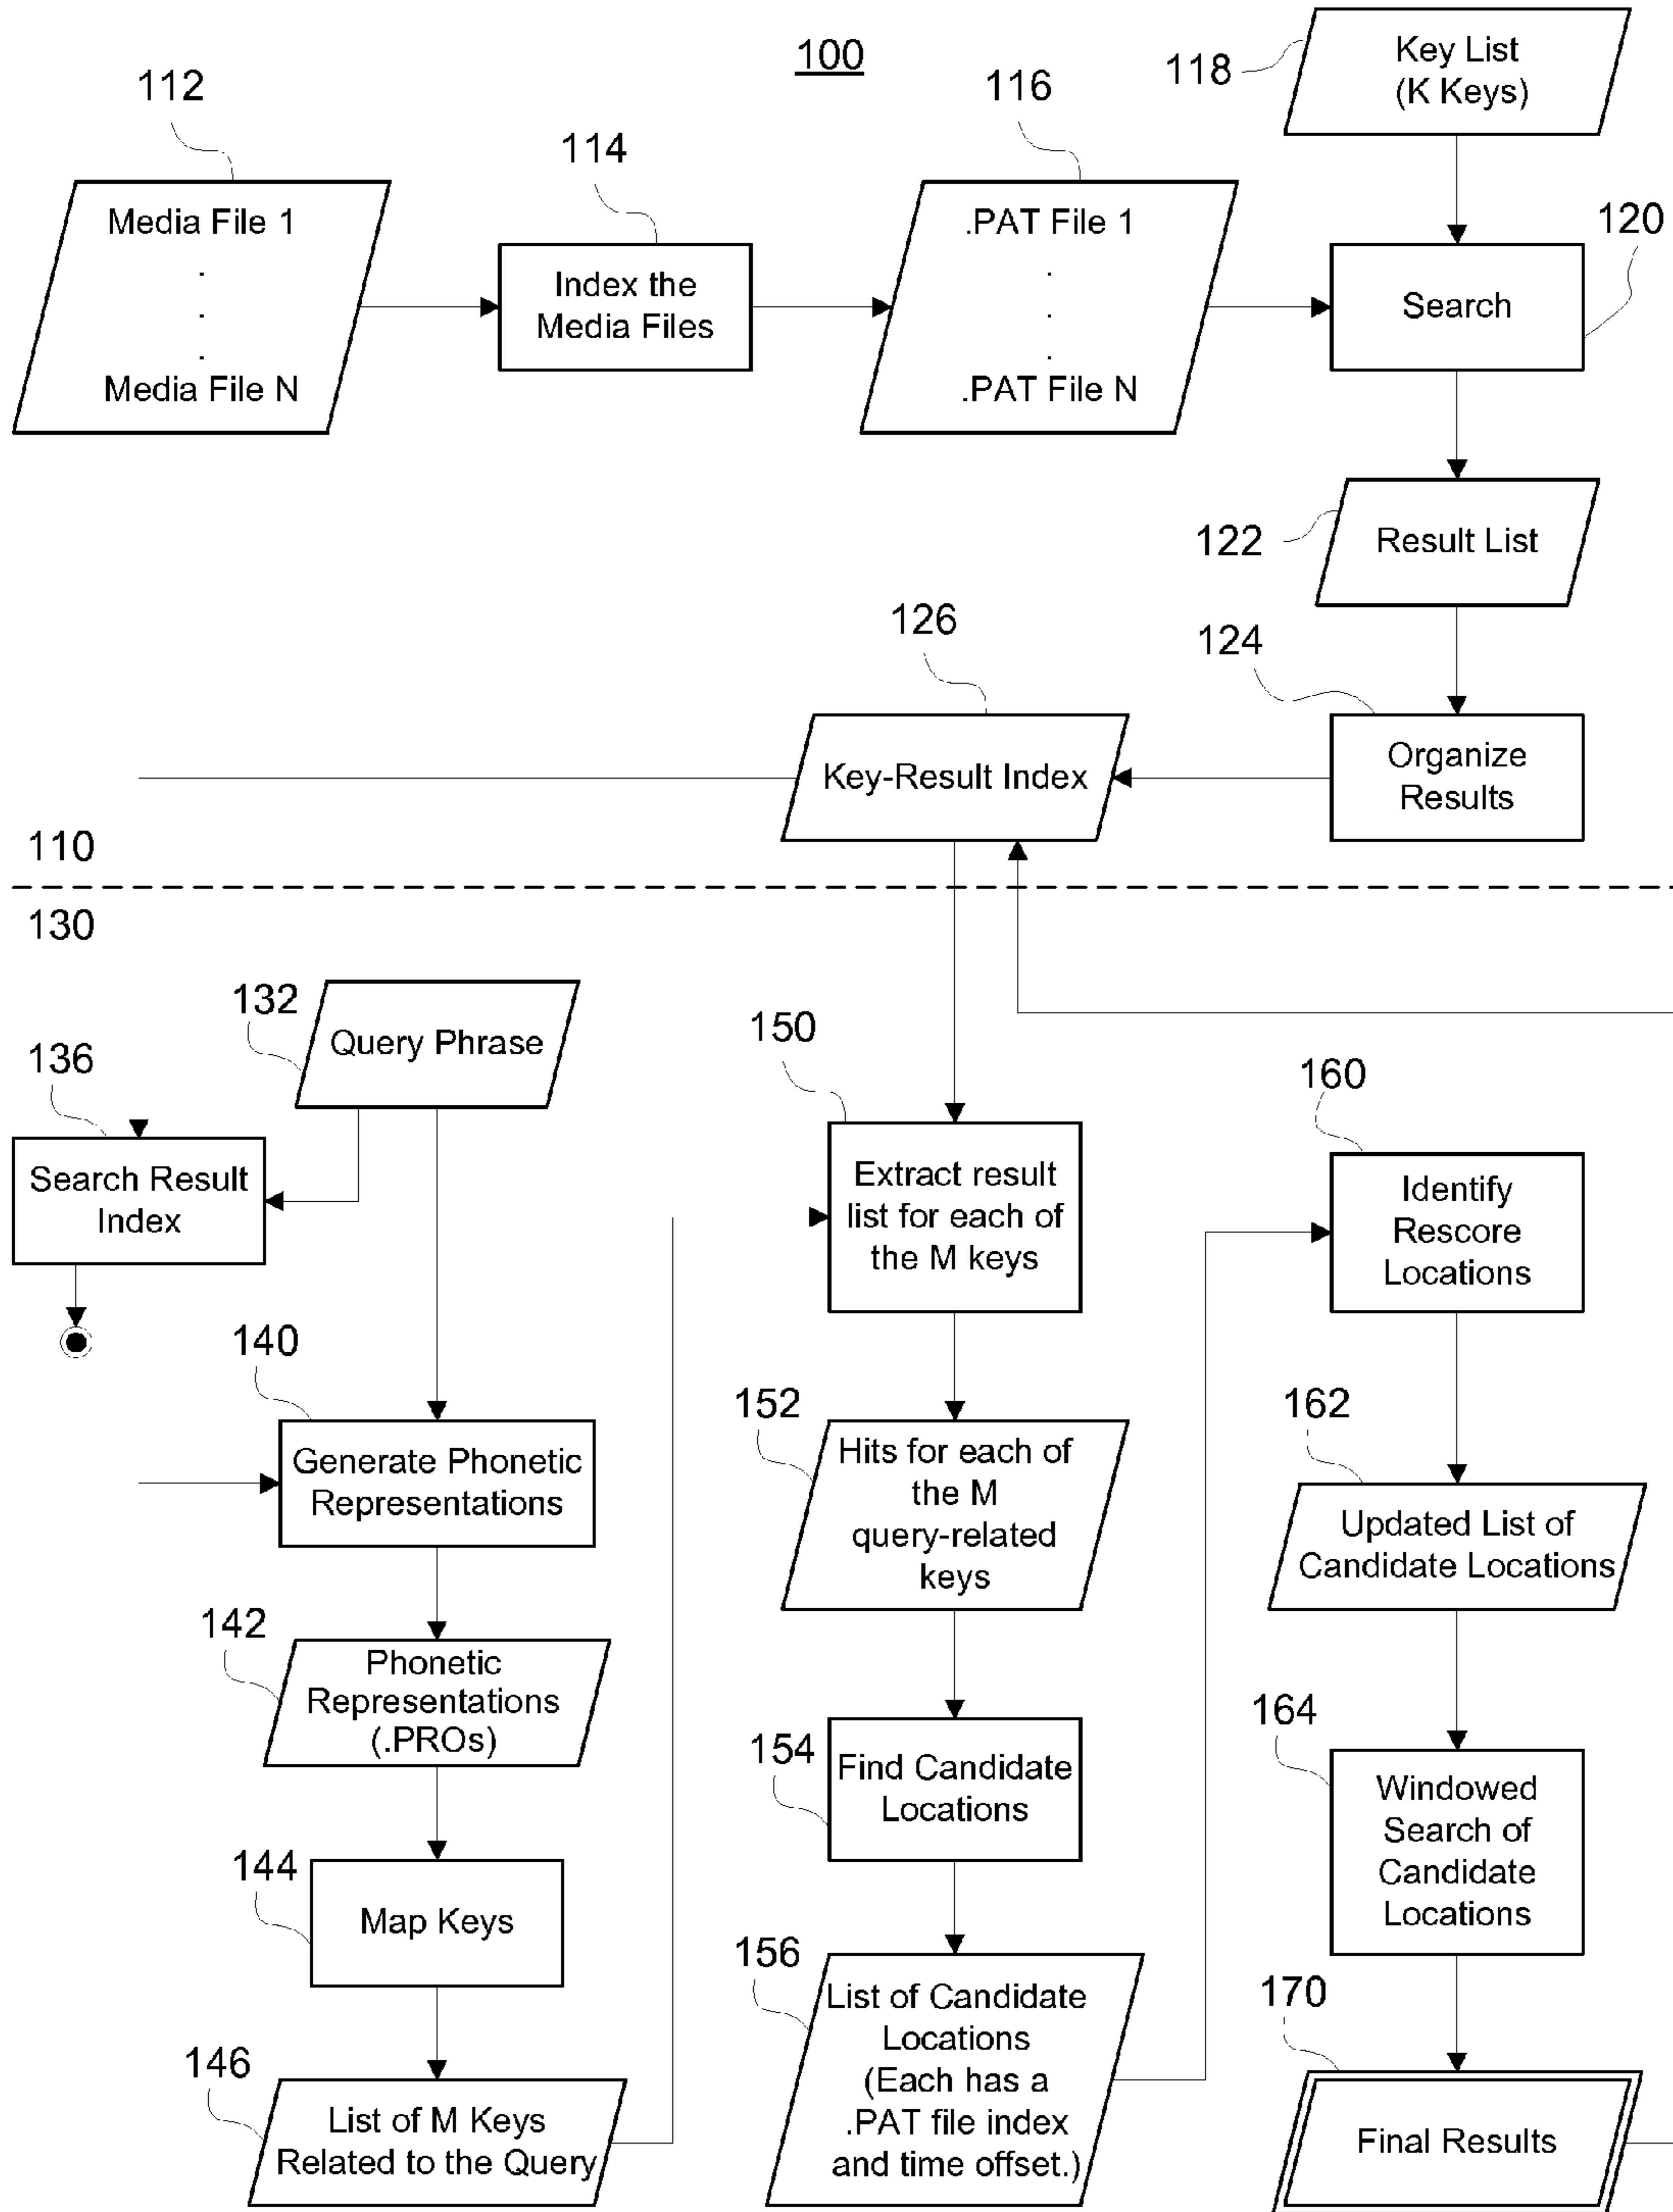 100
112
Media File 1
.
.
.
Media File N
114
Index the
Media Files
116
.PAT File 1
.
.
.
.PAT File N
118
Key List
(K Keys)
120
Search
122
Result List
124
Organize
Results
126
Key-Result Index
110
130
132
Query Phrase
136
Search Result
Index
140
Generate Phonetic
Representations
142
Phonetic
Representations
(.PROs)
144
Map Keys
146
List of M Keys
Related to the Query
150
Extract result
list for each of
the M keys
152
Hits for each of
the M
query-related
keys
154
Find Candidate
Locations
156
List of Candidate
Locations
(Each has a
.PAT file index
and time offset.)
160
Identify
Rescore
Locations
162
Updated List of
Candidate Locations
164
Windowed
Search of
Candidate
Locations
170
Final Results